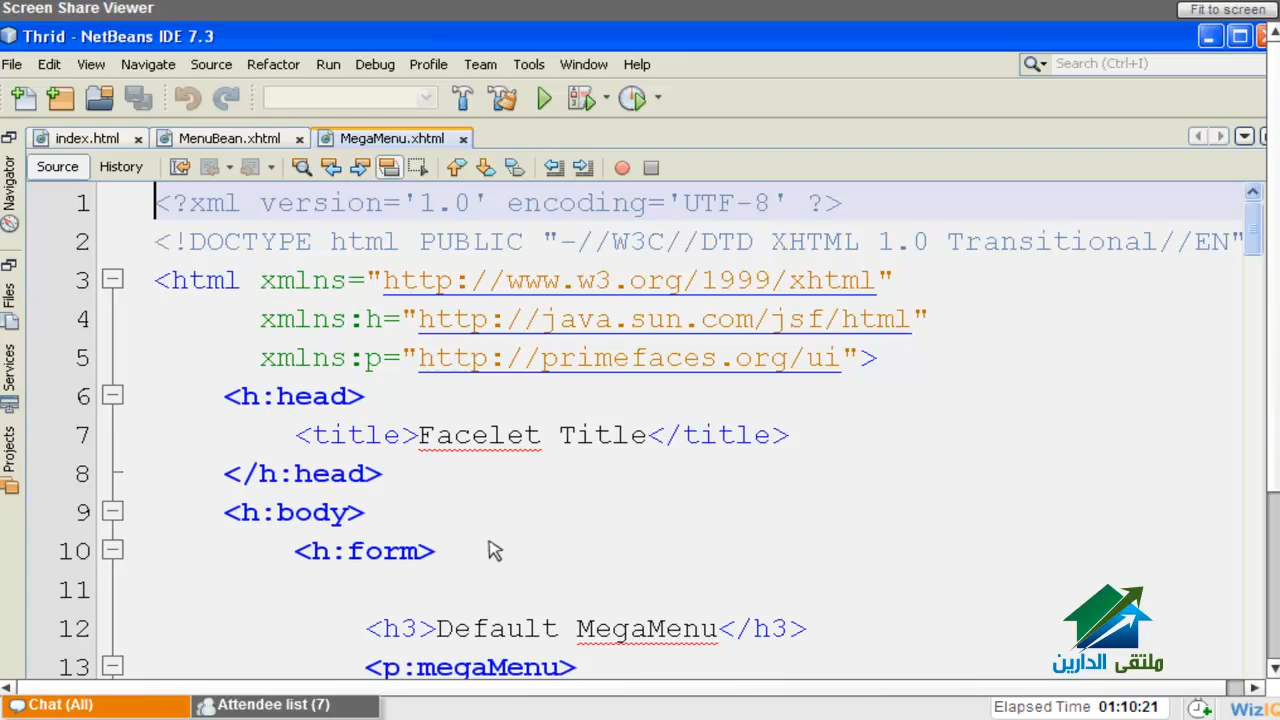 Screen Share Viewer
Fit to screen
Thrid - NetBeans IDE 7.3
File Edit View Navigate Source Refactor Run Debug Profile Team Tools Window Help
Search (Ctrl+I)
index.html MenuBean.xhtml MegaMenu.xhtml
Source History
Navigator
Files
Services
Projects
1 <?xml version='1.0' encoding='UTF-8' ?>
2 <!DOCTYPE html PUBLIC "-//W3C//DTD XHTML 1.0 Transitional//EN"
3 <html xmlns="http://www.w3.org/1999/xhtml"
4 xmlns:h="http://java.sun.com/jsf/html"
5 xmlns:p="http://primefaces.org/ui">
6 <h:head>
7 <title>Facelet Title</title>
8 </h:head>
9 <h:body>
10 <h:form>
11
12 <h3>Default MegaMenu</h3>
13 <p:megaMenu>
ملتقى الدارين
Chat (All)
Attendee list (7)
Elapsed Time 01:10:21
WizIQ